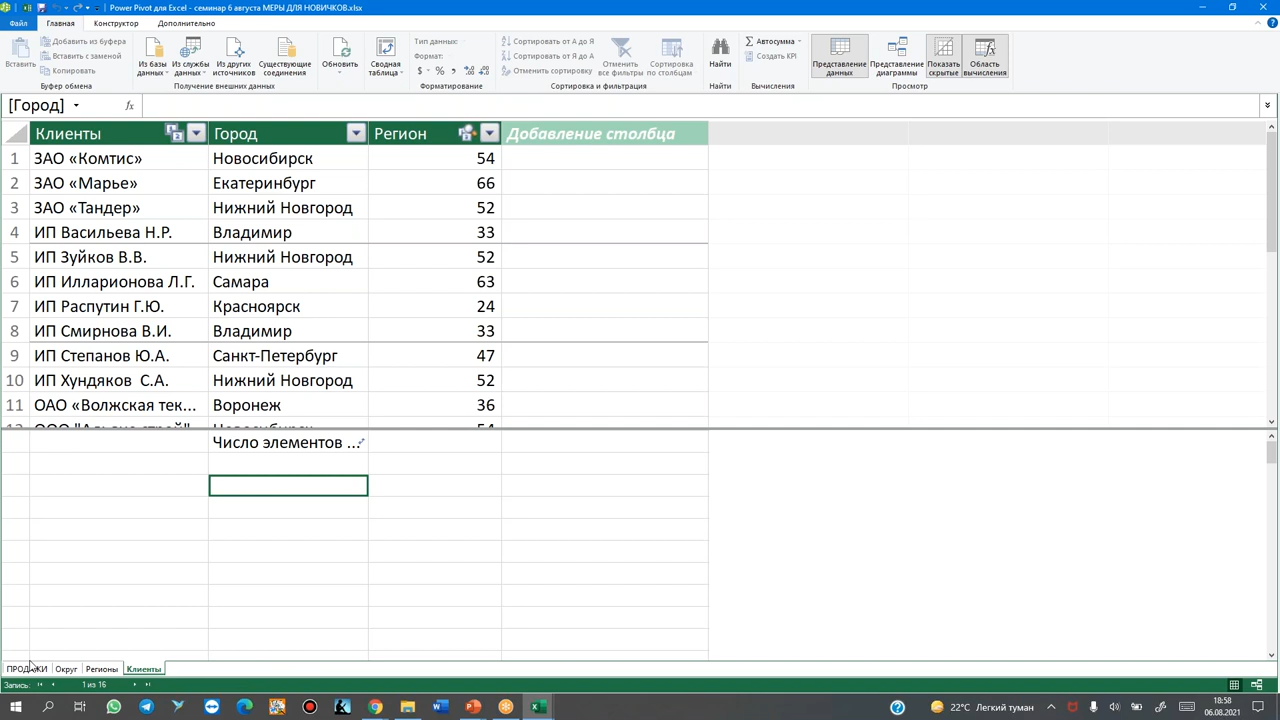 Power Pivot для Excel - семинар 6 августа МЕРЫ ДЛЯ НОВИЧКОВ.xlsx
Файл Главная Конструктор Дополнительно
Вставить
Добавить из буфера
Вставить с заменой
Копировать
Буфер обмена
Из базы данных
Из службы данных
Из других источников
Существующие соединения
Получение внешних данных
Обновить
Сводная таблица
Тип данных:
Формат:
$ % ,
Форматирование
Сортировать от А до Я
Сортировать от Я до А
Отменить сортировку
Отменить все фильтры
Сортировка по столбцам
Сортировка и фильтрация
Найти
Найти
Автосумма
Создать KPI
Вычисления
Представление данных
Представление диаграммы
Показать скрытые
Область вычисления
Просмотр
[Город] fx
Клиенты Город Регион Добавление столбца
1 ЗАО «Комтис» Новосибирск 54
2 ЗАО «Марье» Екатеринбург 66
3 ЗАО «Тандер» Нижний Новгород 52
4 ИП Васильева Н.Р. Владимир 33
5 ИП Зуйков В.В. Нижний Новгород 52
6 ИП Илларионова Л.Г. Самара 63
7 ИП Распутин Г.Ю. Красноярск 24
8 ИП Смирнова В.И. Владимир 33
9 ИП Степанов Ю.А. Санкт-Петербург 47
10 ИП Хундяков С.А. Нижний Новгород 52
11 ОАО «Волжская тек... Воронеж 36
12 ООО "Альянс строй" Новосибирск 54
Число элементов ...
ПРОДАЖИ Округ Регионы Клиенты
Запись: 1 из 16
22°C Легкий туман
18:58
06.08.2021